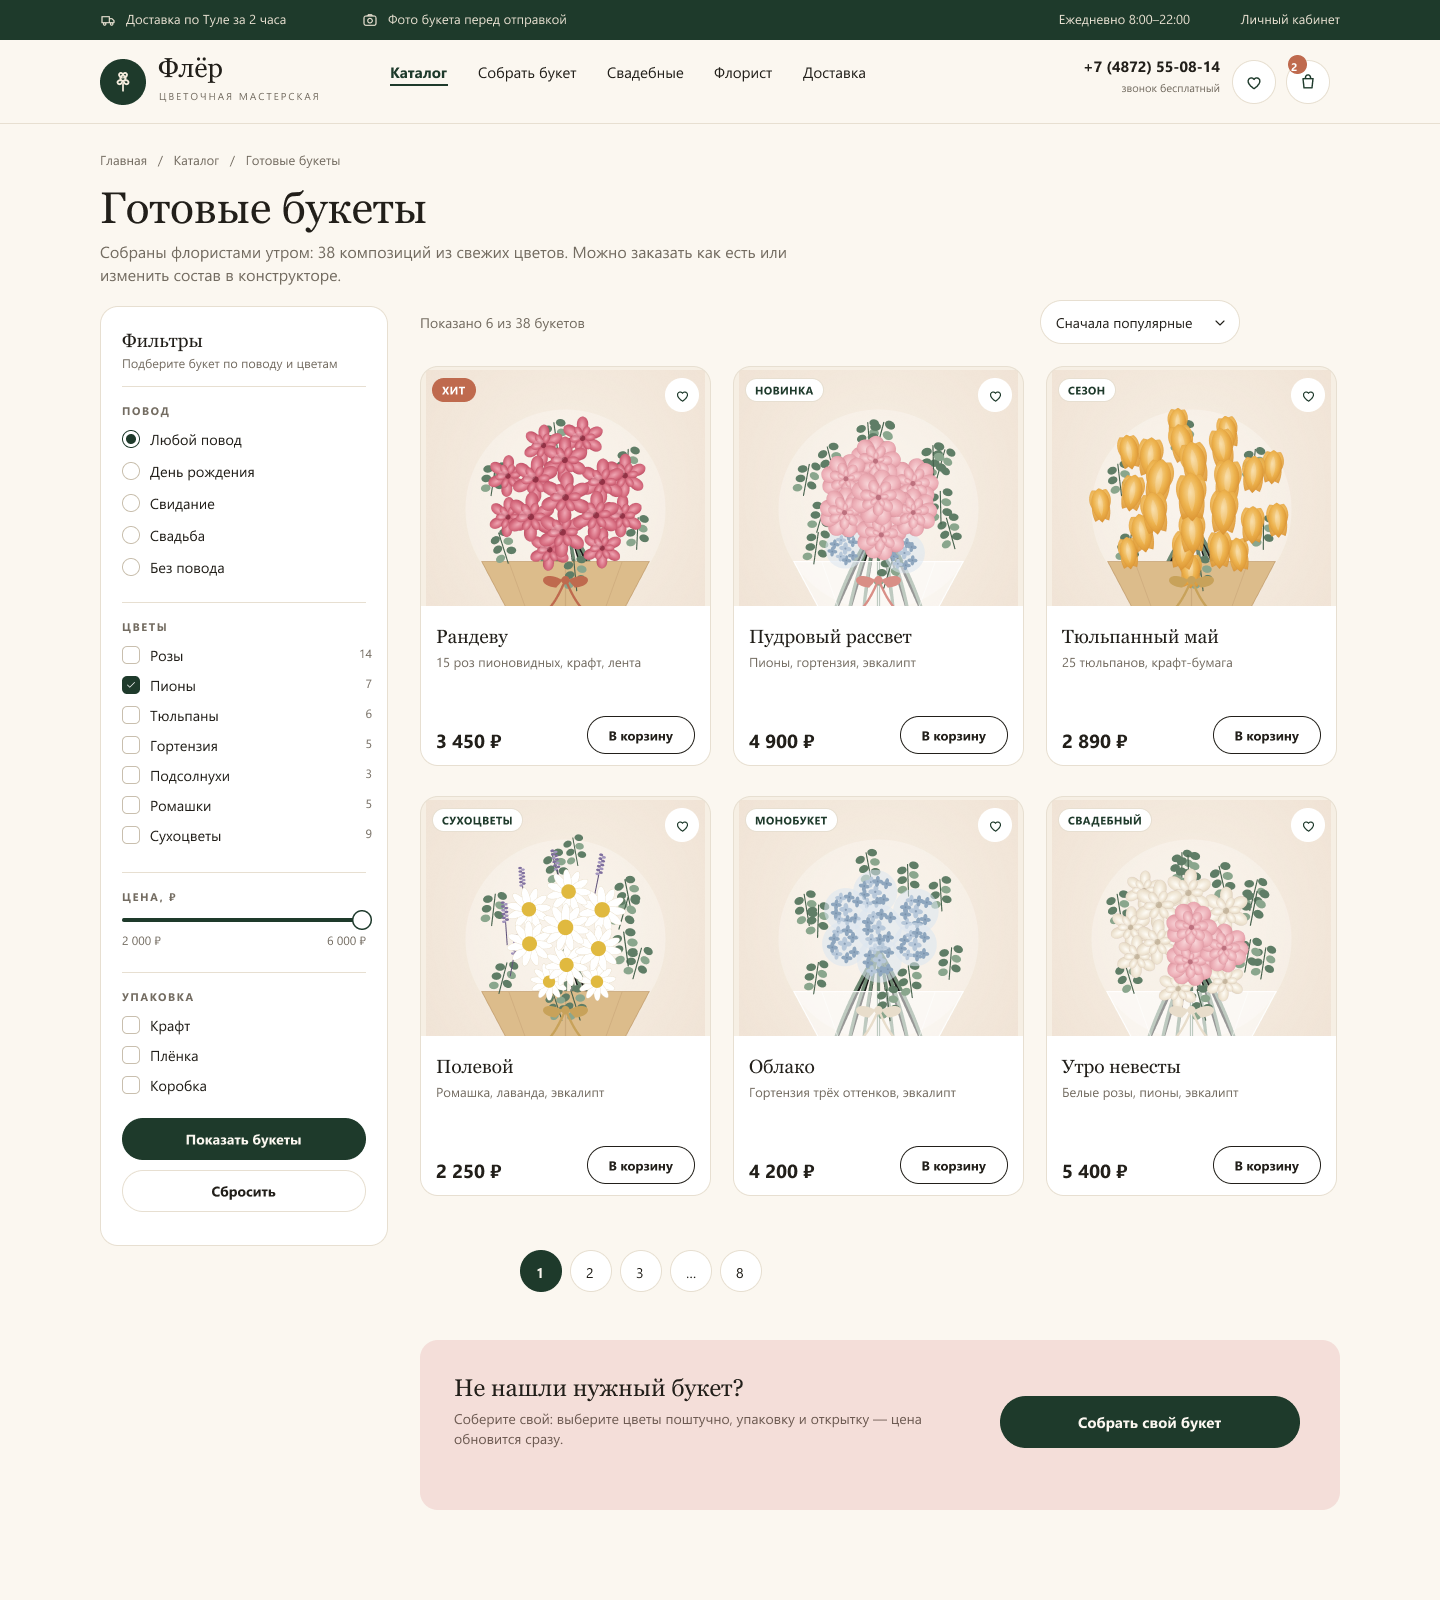 Доставка по Туле за 2 часа
Фото букета перед отправкой
Ежедневно 8:00–22:00
Личный кабинет
Флёр
ЦВЕТОЧНАЯ МАСТЕРСКАЯ
Каталог
Собрать букет
Свадебные
Флорист
Доставка
+7 (4872) 55-08-14
звонок бесплатный
2
Главная / Каталог / Готовые букеты
Готовые букеты
Собраны флористами утром: 38 композиций из свежих цветов. Можно заказать как есть или
изменить состав в конструкторе.
Фильтры
Подберите букет по поводу и цветам
ПОВОД
Любой повод
День рождения
Свидание
Свадьба
Без повода
ЦВЕТЫ
Розы 14
Пионы 7
Тюльпаны 6
Гортензия 5
Подсолнухи 3
Ромашки 5
Сухоцветы 9
ЦЕНА, ₽
2 000 ₽ 6 000 ₽
УПАКОВКА
Крафт
Плёнка
Коробка
Показать букеты
Сбросить
Показано 6 из 38 букетов
Сначала популярные
ХИТ
Рандеву
15 роз пионовидных, крафт, лента
3 450 ₽
В корзину
НОВИНКА
Пудровый рассвет
Пионы, гортензия, эвкалипт
4 900 ₽
В корзину
СЕЗОН
Тюльпанный май
25 тюльпанов, крафт-бумага
2 890 ₽
В корзину
СУХОЦВЕТЫ
Полевой
Ромашка, лаванда, эвкалипт
2 250 ₽
В корзину
МОНОБУКЕТ
Облако
Гортензия трёх оттенков, эвкалипт
4 200 ₽
В корзину
СВАДЕБНЫЙ
Утро невесты
Белые розы, пионы, эвкалипт
5 400 ₽
В корзину
1 2 3 ... 8
Не нашли нужный букет?
Соберите свой: выберите цветы поштучно, упаковку и открытку — цена
обновится сразу.
Собрать свой букет